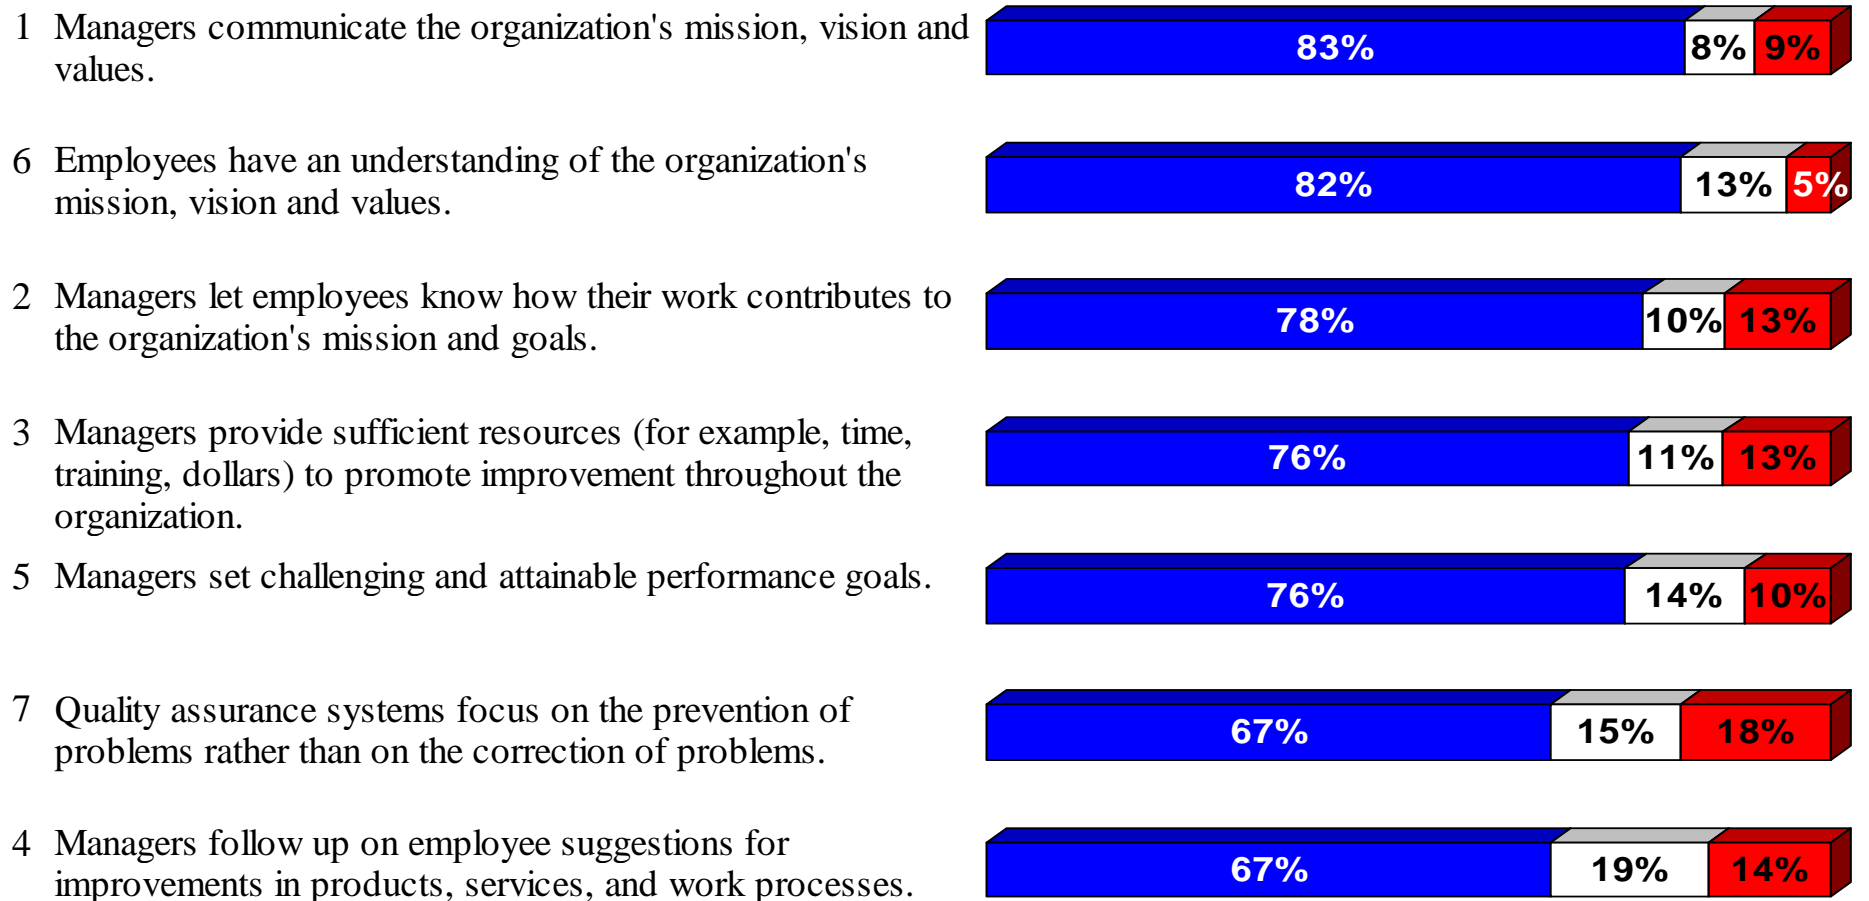 1 Managers communicate the organization's mission, vision and 83% 8% 9%
values.
6 Employees have an understanding of the organization's 82% 13% 5%
mission, vision and values.
2 Managers let employees know how their work contributes to 78% 10% 13%
the organization's mission and goals.
3 Managers provide sufficient resources (for example, time, 76% 11% 13%
training, dollars) to promote improvement throughout the
organization.
5 Managers set challenging and attainable performance goals. 76% 14% 10%
7 Quality assurance systems focus on the prevention of 67% 15% 18%
problems rather than on the correction of problems.
4 Managers follow up on employee suggestions for 67% 19% 14%
improvements in products, services, and work processes.